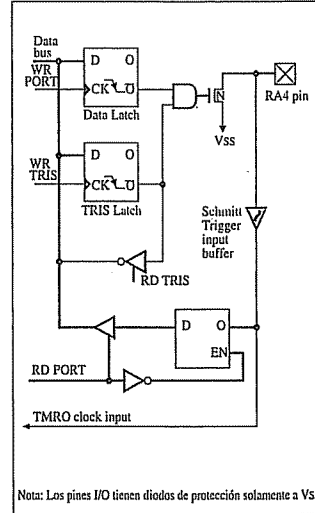 Data
bus
WR
PORT
D O
CK O
Data Latch
N
VSS
RA4 pin
WR
TRIS
D O
CK O
TRIS Latch
Schmitt
Trigger
input
buffer
RD TRIS
D O
EN
RD PORT
TMRO clock input
Nota: Los pines I/O tienen diodos de protección solamente a Vs